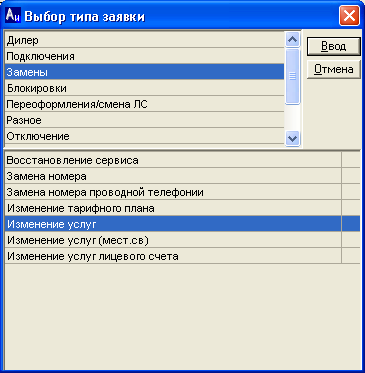 Аи Выбор типа заявки
Дилер
Подключения
Замены
Блокировки
Переоформления/смена ЛС
Разное
Отключение
Ввод
Отмена
Восстановление сервиса
Замена номера
Замена номера проводной телефонии
Изменение тарифного плана
Изменение услуг
Изменение услуг (мест.св)
Изменение услуг лицевого счета